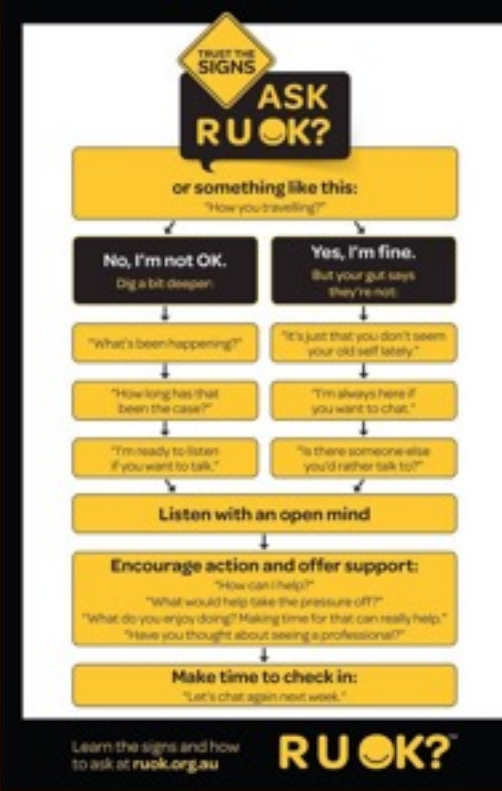 TRUST THE
SIGNS
ASK
R U OK?
or something like this:
"How you travelling?"
No, I'm not OK.
Dig a bit deeper:
Yes, I'm fine.
But your gut says
they're not:
"What's been happening?"
"It's just that you don't seem
your old self lately."
"How long has that
been the case?"
"I'm always here if
you want to chat."
"I'm ready to listen
if you want to talk."
"Is there someone else
you'd rather talk to?"
Listen with an open mind
Encourage action and offer support:
"How can I help?"
"What would help take the pressure off?"
"What do you enjoy doing? Making time for that can really help."
"Have you thought about seeing a professional?"
Make time to check in:
"Let's chat again next week."
Learn the signs and how
to ask at ruok.org.au
R U OK?™